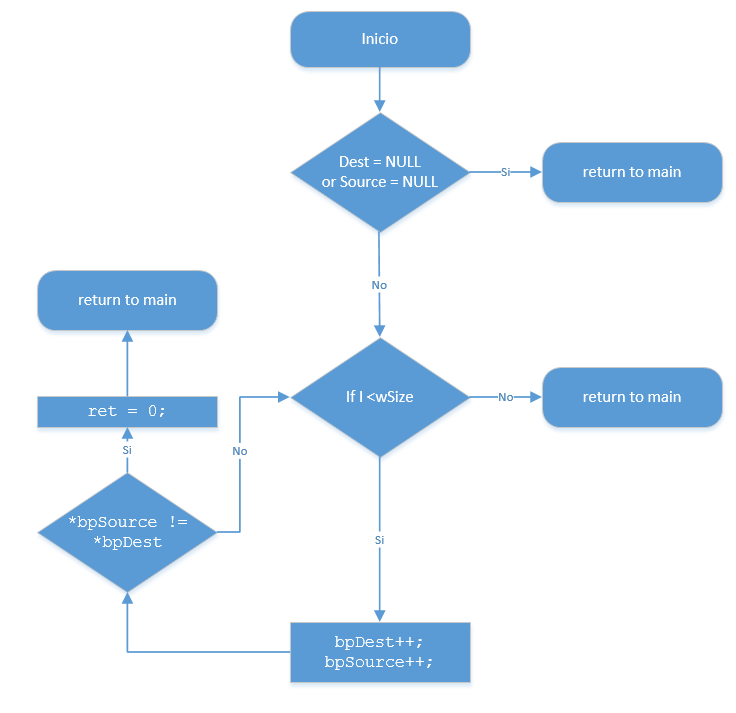 Inicio
Dest = NULL
or Source = NULL
Si
return to main
No
return to main
ret = 0;
Si
No
If I <wSize
No
return to main
*bpSource !=
*bpDest
Si
bpDest++;
bpSource++;